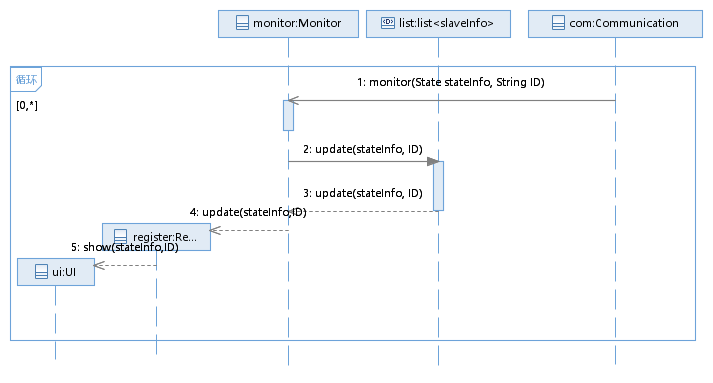 monitor:Monitor
list:list<slaveInfo>
com:Communication
循环
[0,*]
1: monitor(State stateInfo, String ID)
2: update(stateInfo, ID)
3: update(stateInfo, ID)
4: update(stateInfo,ID)
register:Re...
5: show(stateInfo,ID)
ui:UI